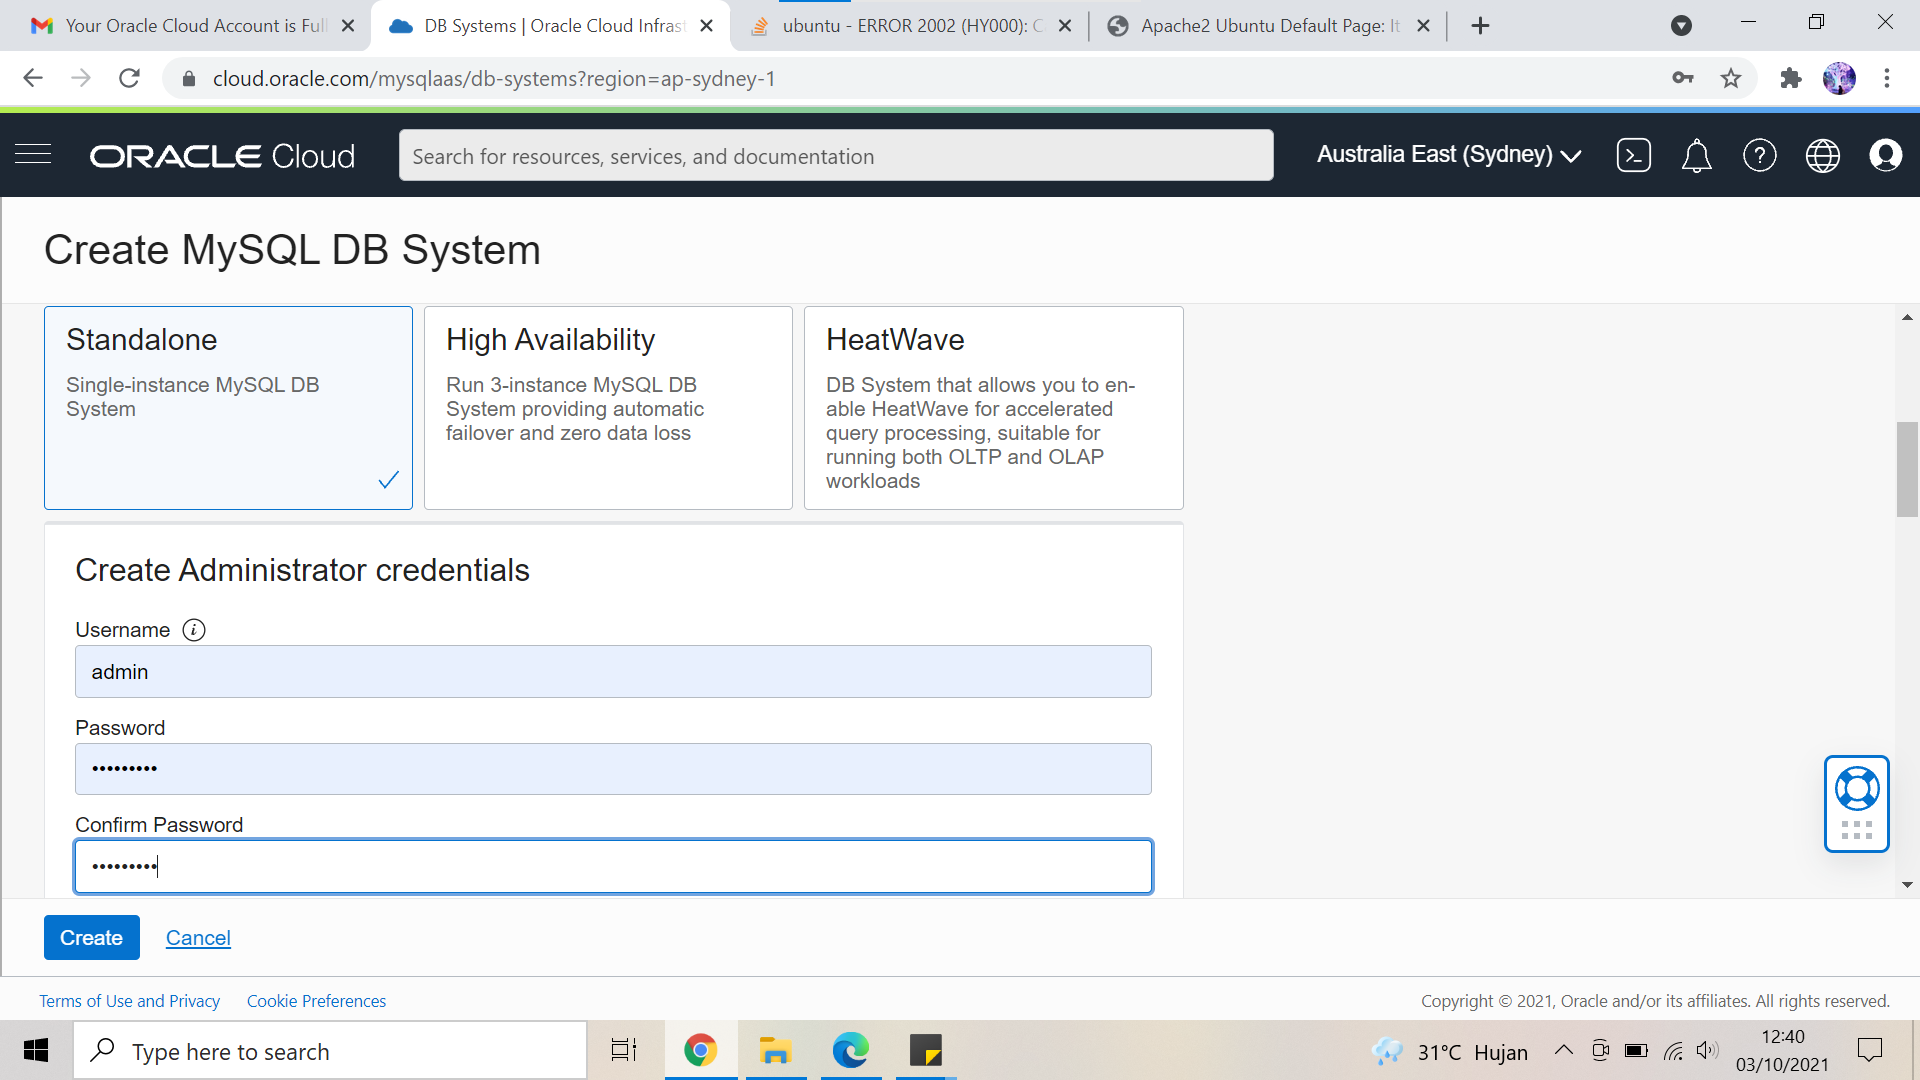 Your Oracle Cloud Account is Ful
DB Systems | Oracle Cloud Infrast
ubuntu - ERROR 2002 (HY000): C
Apache2 Ubuntu Default Page: It
cloud.oracle.com/mysqlaas/db-systems?region=ap-sydney-1
ORACLE Cloud
Search for resources, services, and documentation
Australia East (Sydney)
Create MySQL DB System
Standalone
Single-instance MySQL DB
System
High Availability
Run 3-instance MySQL DB
System providing automatic
failover and zero data loss
HeatWave
DB System that allows you to en-
able HeatWave for accelerated
query processing, suitable for
running both OLTP and OLAP
workloads
Create Administrator credentials
Username
admin
Password
•••••••••
Confirm Password
•••••••••
Create
Cancel
Terms of Use and Privacy
Cookie Preferences
Copyright © 2021, Oracle and/or its affiliates. All rights reserved.
Type here to search
31°C Hujan
12:40
03/10/2021